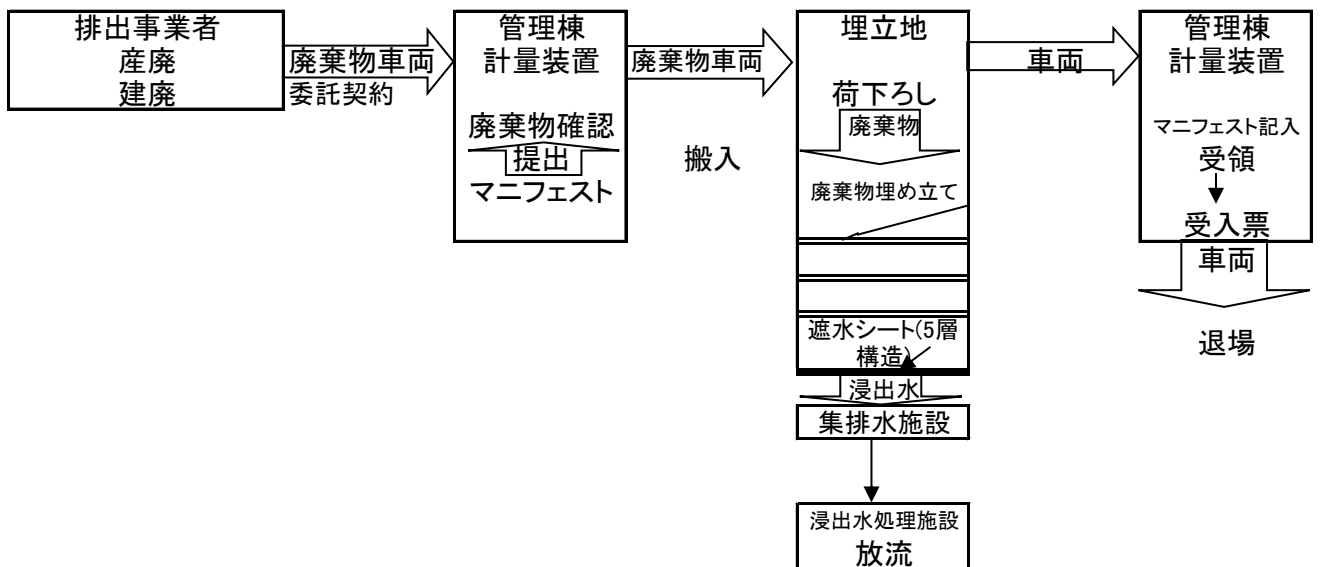 排出事業者
産廃
建廃
廃棄物車両
委託契約
管理棟
計量装置
廃棄物確認
提出
マニフェスト
廃棄物車両
搬入
埋立地
荷下ろし
廃棄物
廃棄物埋め立て
遮水シート(5層
構造)
浸出水
集排水施設
浸出水処理施設
放流
車両
管理棟
計量装置
マニフェスト記入
受領
受入票
車両
退場